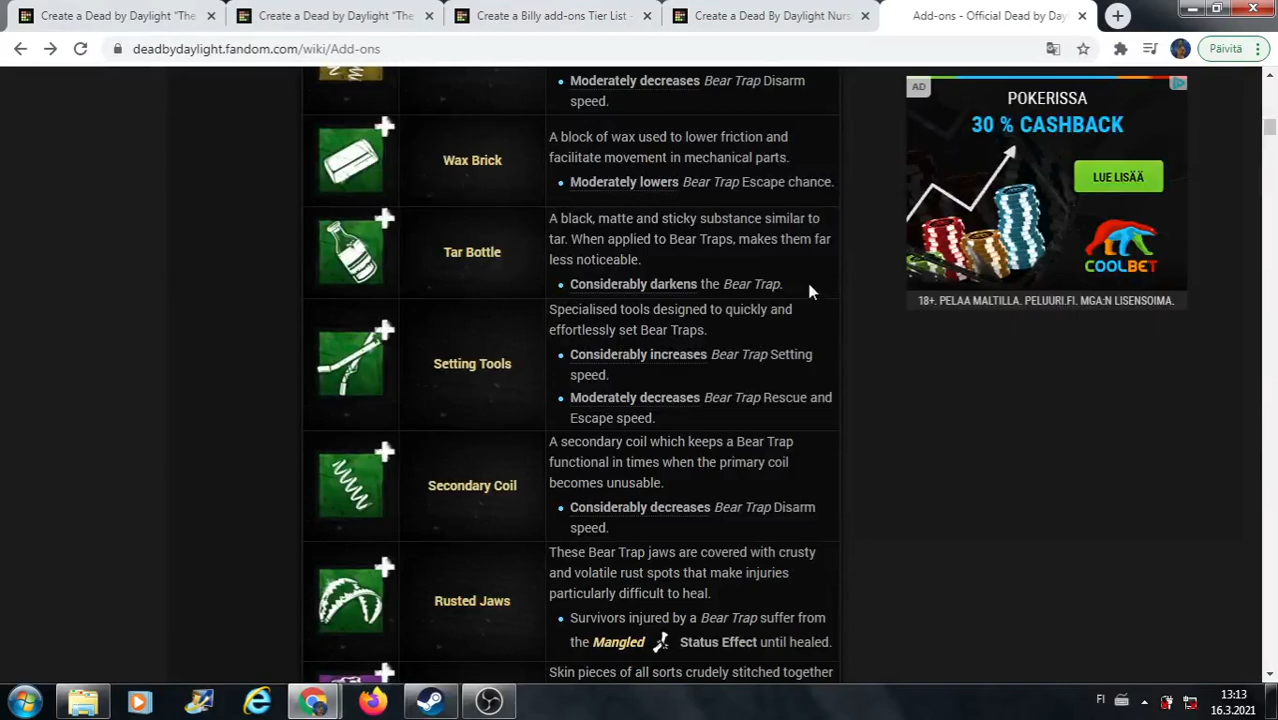 Create a Dead by Daylight "The
Create a Dead by Daylight "The
Create a Billy add-ons Tier List -
Create a Dead By Daylight Nurs
Add-ons - Official Dead by Day
deadbydaylight.fandom.com/wiki/Add-ons
Päivitä
Moderately decreases Bear Trap Disarm
speed.
Wax Brick
A block of wax used to lower friction and
facilitate movement in mechanical parts.
Moderately lowers Bear Trap Escape chance.
Tar Bottle
A black, matte and sticky substance similar to
tar. When applied to Bear Traps, makes them far
less noticeable.
Considerably darkens the Bear Trap.
Setting Tools
Specialised tools designed to quickly and
effortlessly set Bear Traps.
Considerably increases Bear Trap Setting
speed.
Moderately decreases Bear Trap Rescue and
Escape speed.
Secondary Coil
A secondary coil which keeps a Bear Trap
functional in times when the primary coil
becomes unusable.
Considerably decreases Bear Trap Disarm
speed.
Rusted Jaws
These Bear Trap jaws are covered with crusty
and volatile rust spots that make injuries
particularly difficult to heal.
Survivors injured by a Bear Trap suffer from
the Mangled Status Effect until healed.
Skin pieces of all sorts crudely stitched together
AD
POKERISSA
30 % CASHBACK
LUE LISÄÄ
COOLBET
18+. PELAA MALTILLA. PELUURI.FI. MGA:N LISENSOIMA.
FI
13:13
16.3.2021